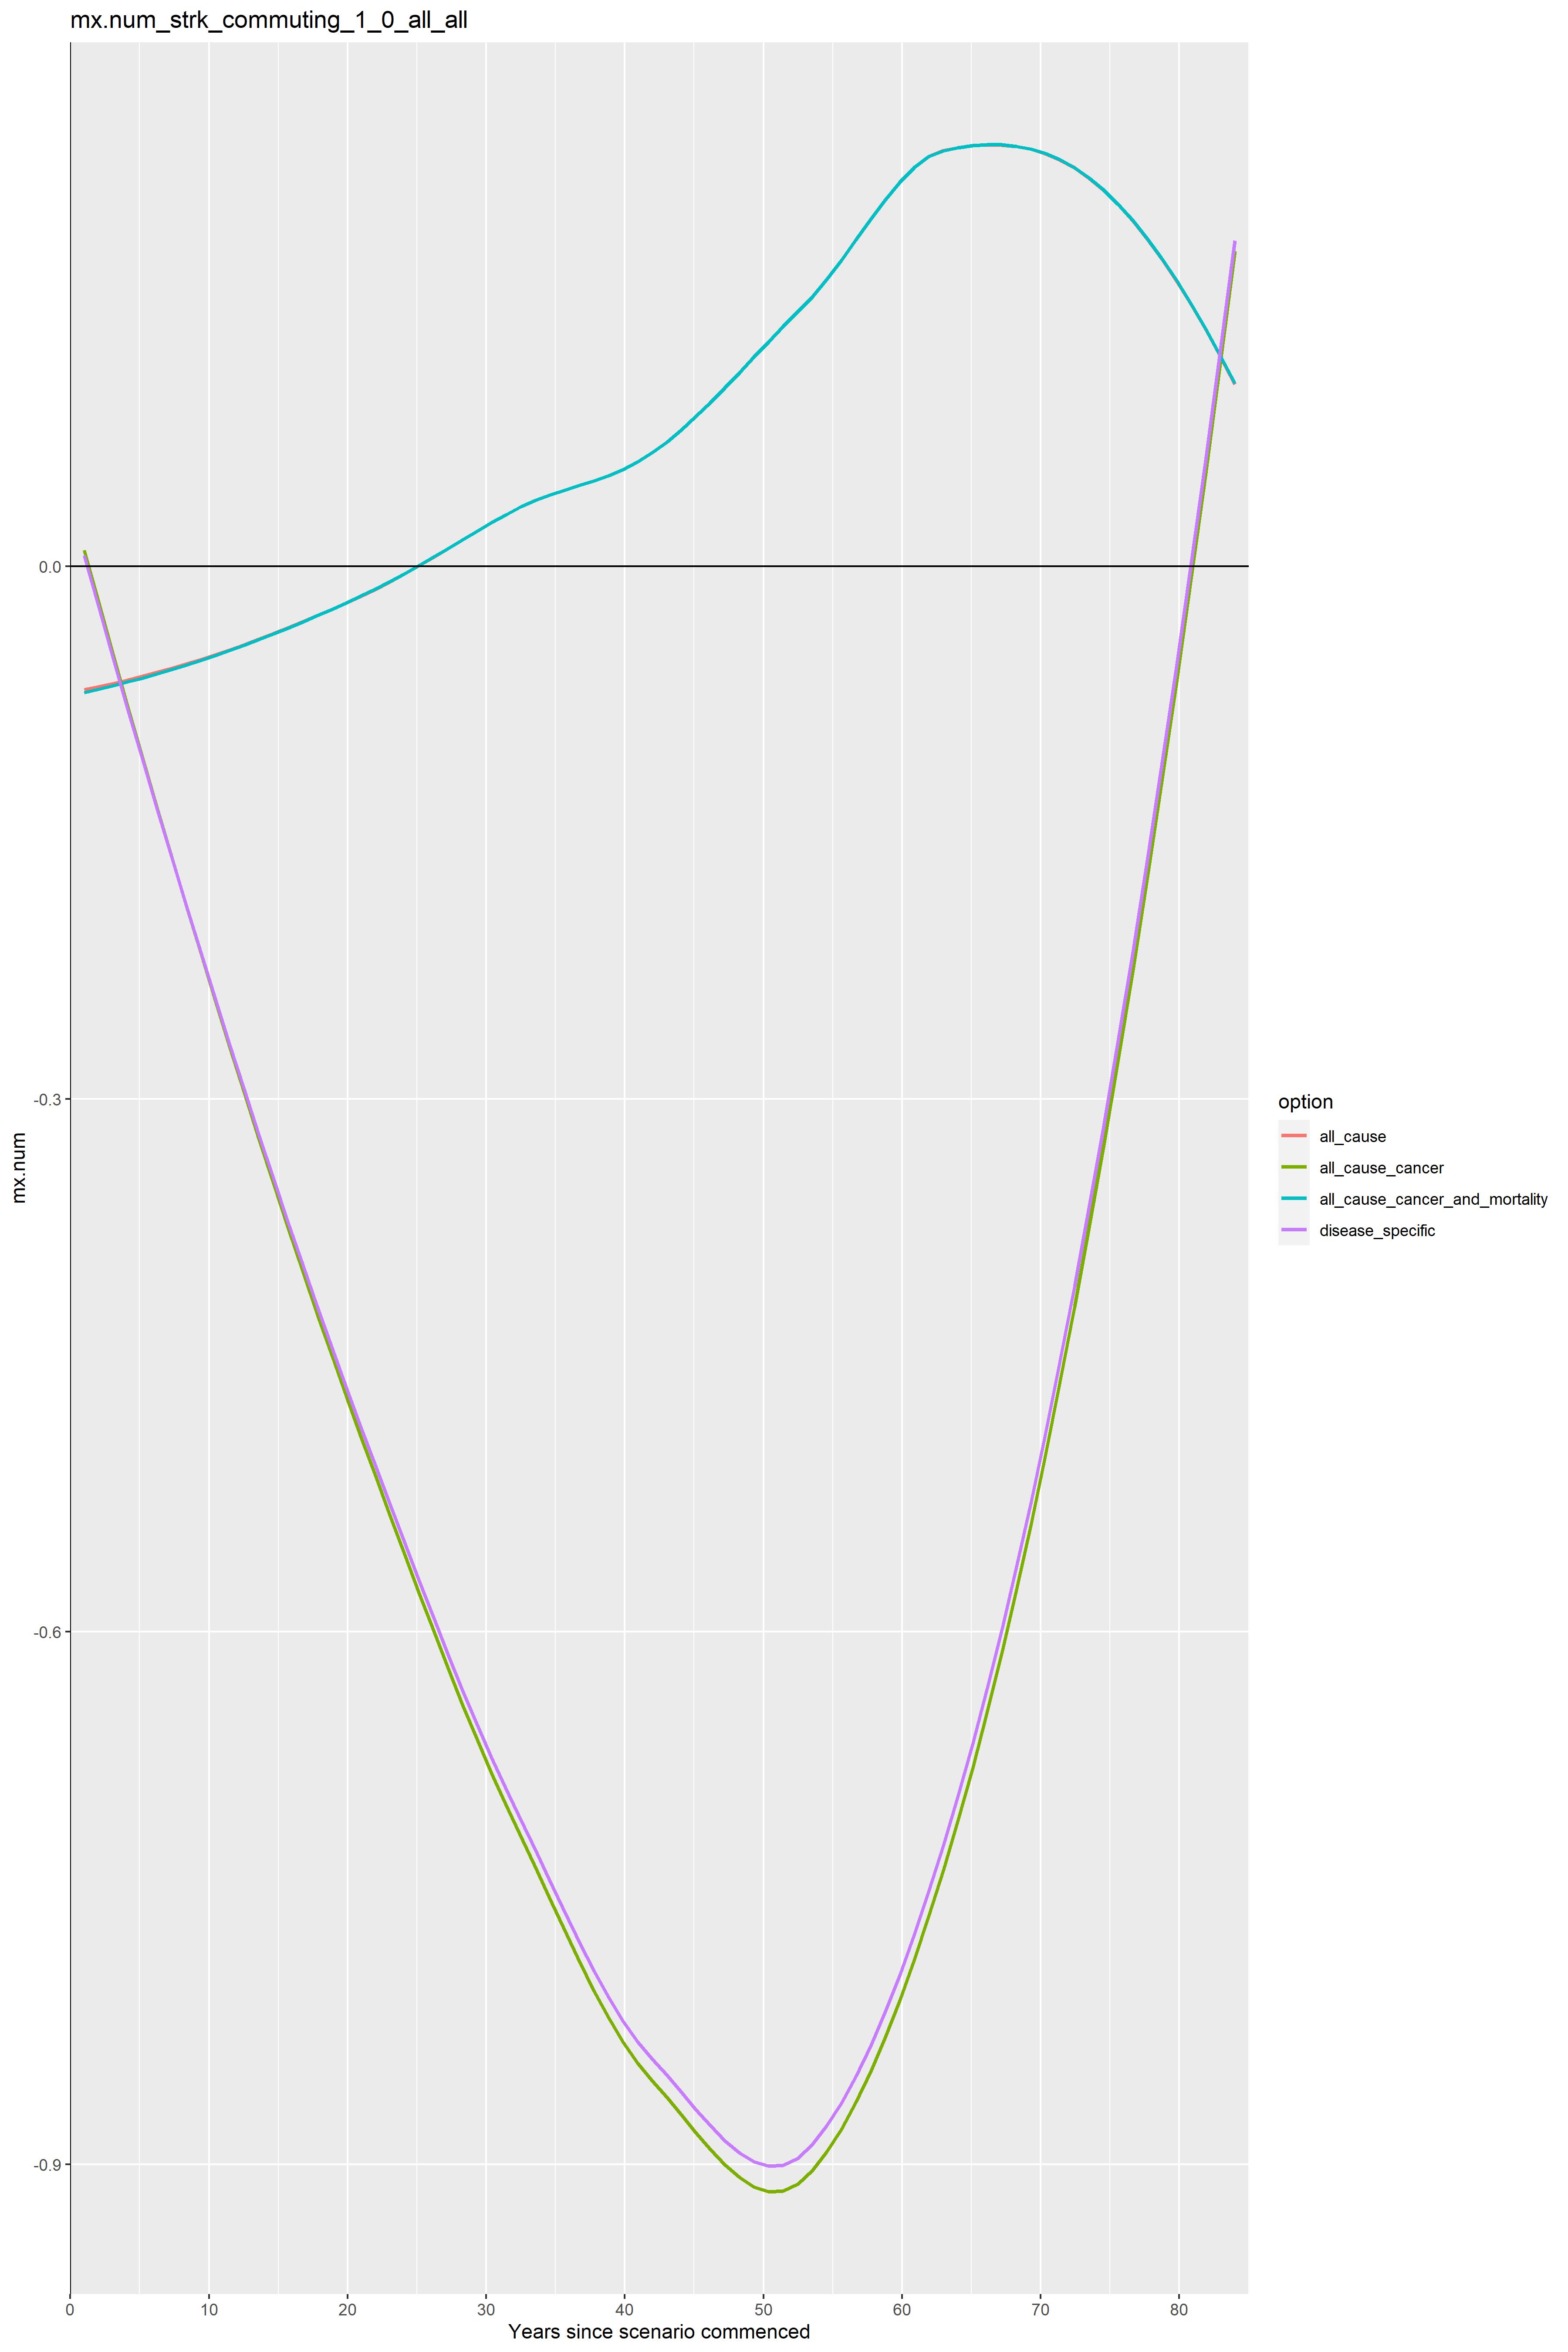 mx.num_strk_commuting_1_0_all_all
mx.num
0.0
-0.3
-0.6
-0.9
0 10 20 30 40 50 60 70 80
Years since scenario commenced
option
all_cause
all_cause_cancer
all_cause_cancer_and_mortality
disease_specific